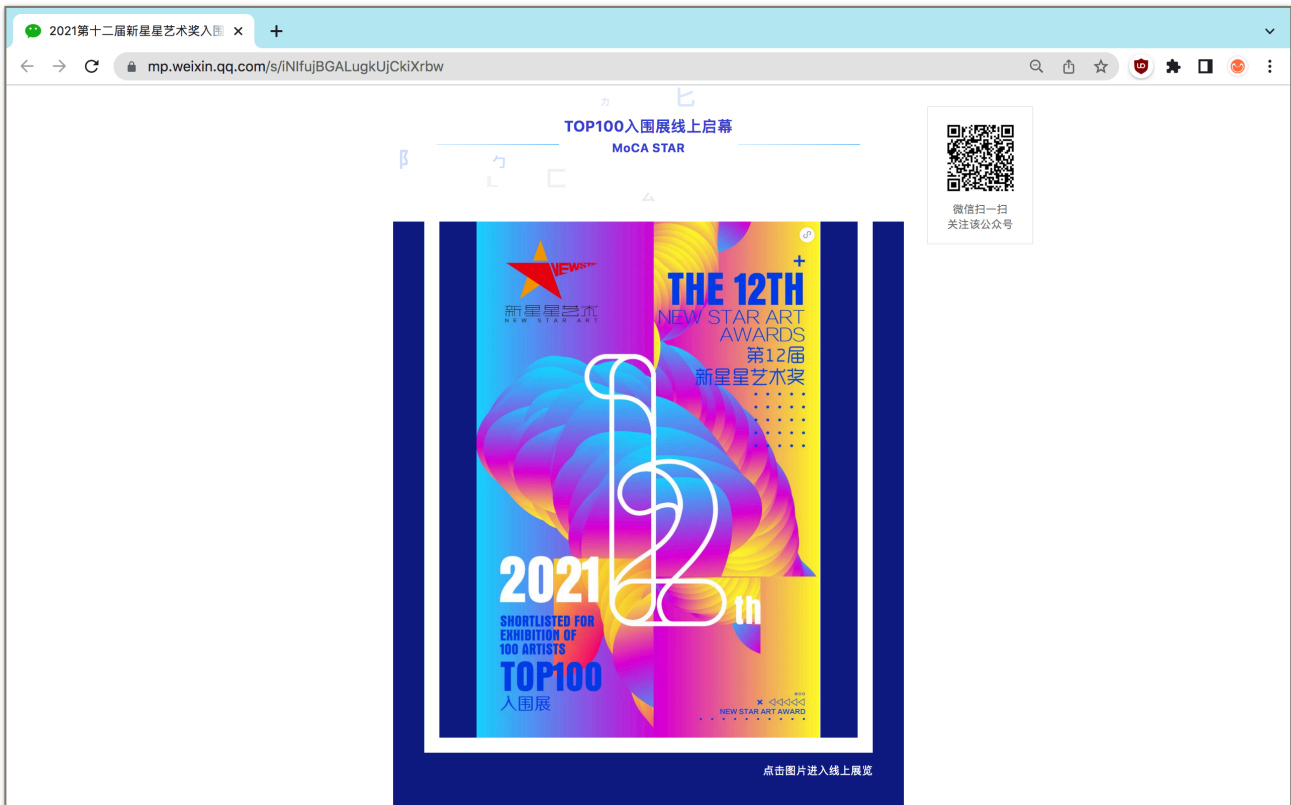 2021第十二届新星星艺术奖入围
mp.weixin.qq.com/s/iNIfujBGALugkUjCkiXrbw
TOP100入围展线上启幕
MoCA STAR
微信扫一扫
关注该公众号
NEWSTAR
新星星艺术
NEW STAR ART
THE 12TH
NEW STAR ART
AWARDS
第12届
新星星艺术奖
12th
2021
SHORTLISTED FOR
EXHIBITION OF
100 ARTISTS
TOP100
入围展
NEW STAR ART AWARD
点击图片进入线上展览